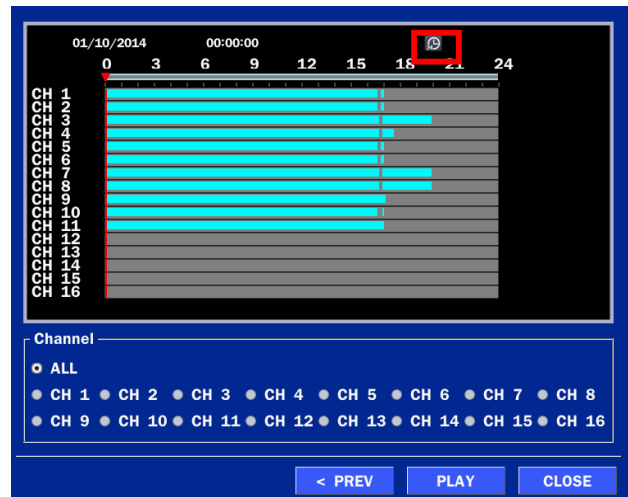 01/10/2014 00:00:00
0 3 6 9 12 15 18 21 24
CH 1
CH 2
CH 3
CH 4
CH 5
CH 6
CH 7
CH 8
CH 9
CH 10
CH 11
CH 12
CH 13
CH 14
CH 15
CH 16
Channel
ALL
CH 1 CH 2 CH 3 CH 4 CH 5 CH 6 CH 7 CH 8
CH 9 CH 10 CH 11 CH 12 CH 13 CH 14 CH 15 CH 16
< PREV PLAY CLOSE